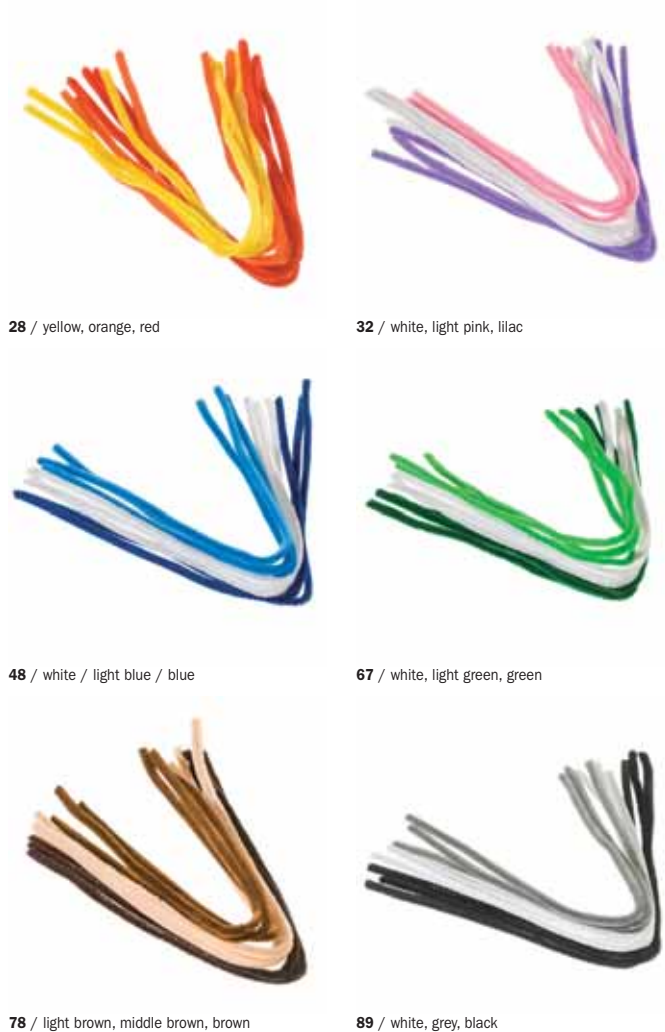 28 / yellow, orange, red
32 / white, light pink, lilac
48 / white / light blue / blue
67 / white, light green, green
78 / light brown, middle brown, brown
89 / white, grey, black